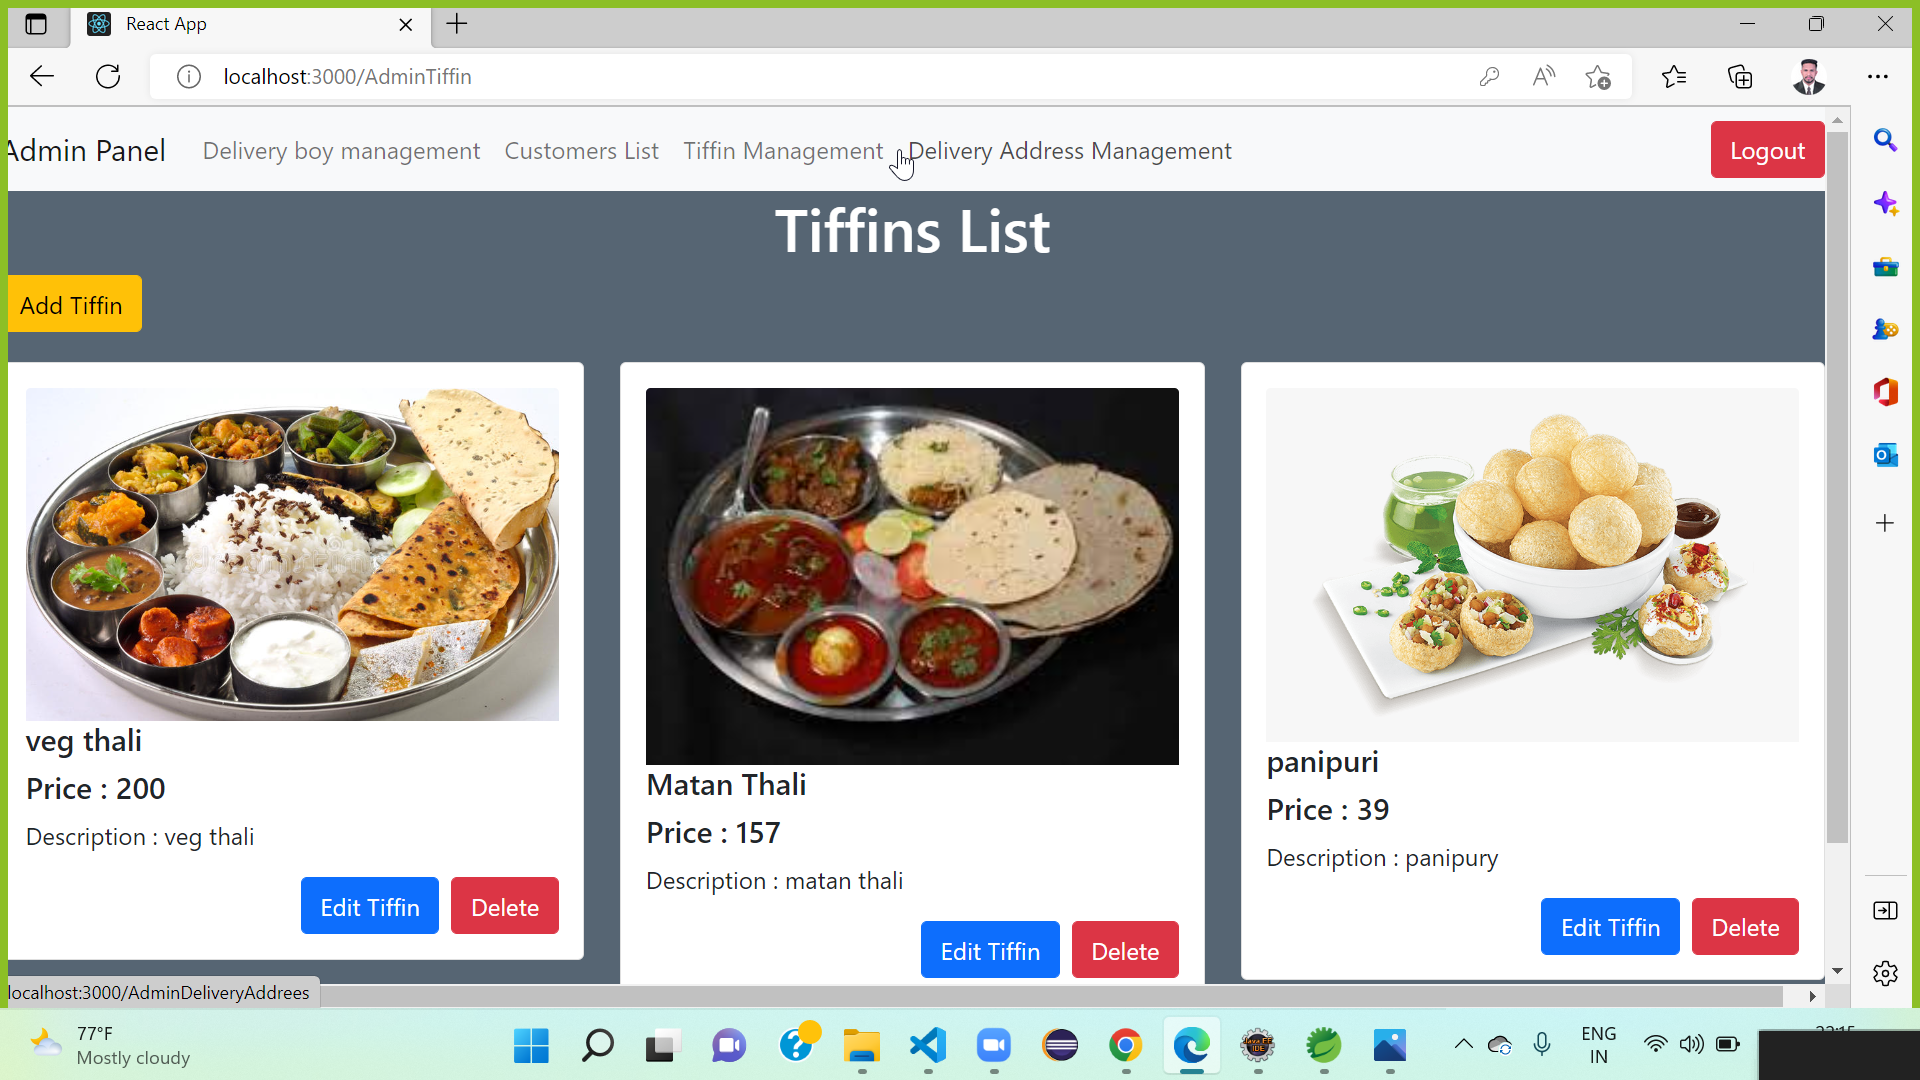 React App
localhost:3000/AdminTiffin
Admin Panel Delivery boy management Customers List Tiffin Management Delivery Address Management Logout
Tiffins List
Add Tiffin
veg thali
Price : 200
Description : veg thali
Edit Tiffin Delete
Matan Thali
Price : 157
Description : matan thali
Edit Tiffin Delete
panipuri
Price : 39
Description : panipury
Edit Tiffin Delete
localhost:3000/AdminDeliveryAddrees
77°F
Mostly cloudy
ENG
IN